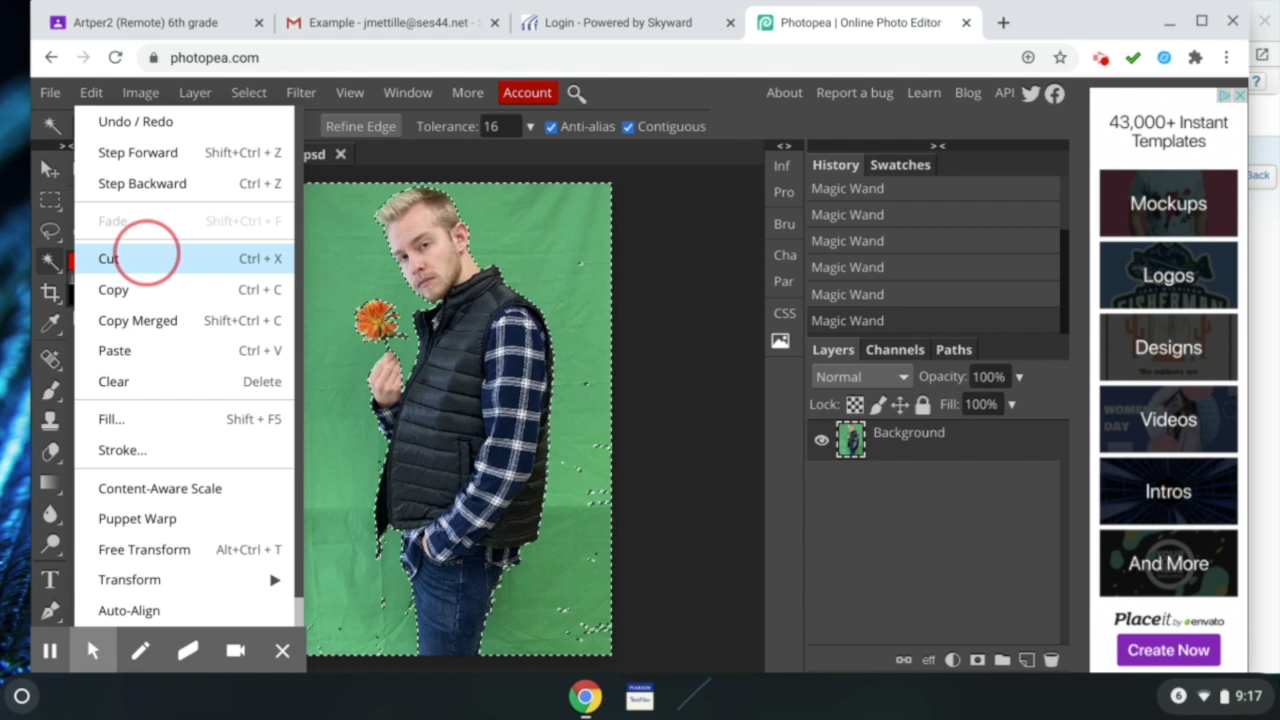 Artper2 (Remote) 6th grade
Example - jmettille@ses44.net -
Login - Powered by Skyward
Photopea | Online Photo Editor
photopea.com
File Edit Image Layer Select Filter View Window More Account
About Report a bug Learn Blog API
Refine Edge Tolerance: 16 Anti-alias Contiguous
psd
Undo / Redo
Step Forward Shift+Ctrl + Z
Step Backward Ctrl + Z
Fade... Shift+Ctrl + F
Cut Ctrl + X
Copy Ctrl + C
Copy Merged Shift+Ctrl + C
Paste Ctrl + V
Clear Delete
Fill... Shift + F5
Stroke...
Content-Aware Scale
Puppet Warp
Free Transform Alt+Ctrl + T
Transform
Auto-Align
Inf
Pro
Bru
Cha
Par
CSS
History Swatches
Magic Wand
Magic Wand
Magic Wand
Magic Wand
Magic Wand
Magic Wand
Layers Channels Paths
Normal Opacity: 100%
Lock: Fill: 100%
Background
eff
43,000+ Instant
Templates
Mockups
Logos
FISHERMAN
Designs
Videos
Intros
And More
Placeit by envato
Create Now
Back
PEARSON
TestNav
6 9:17